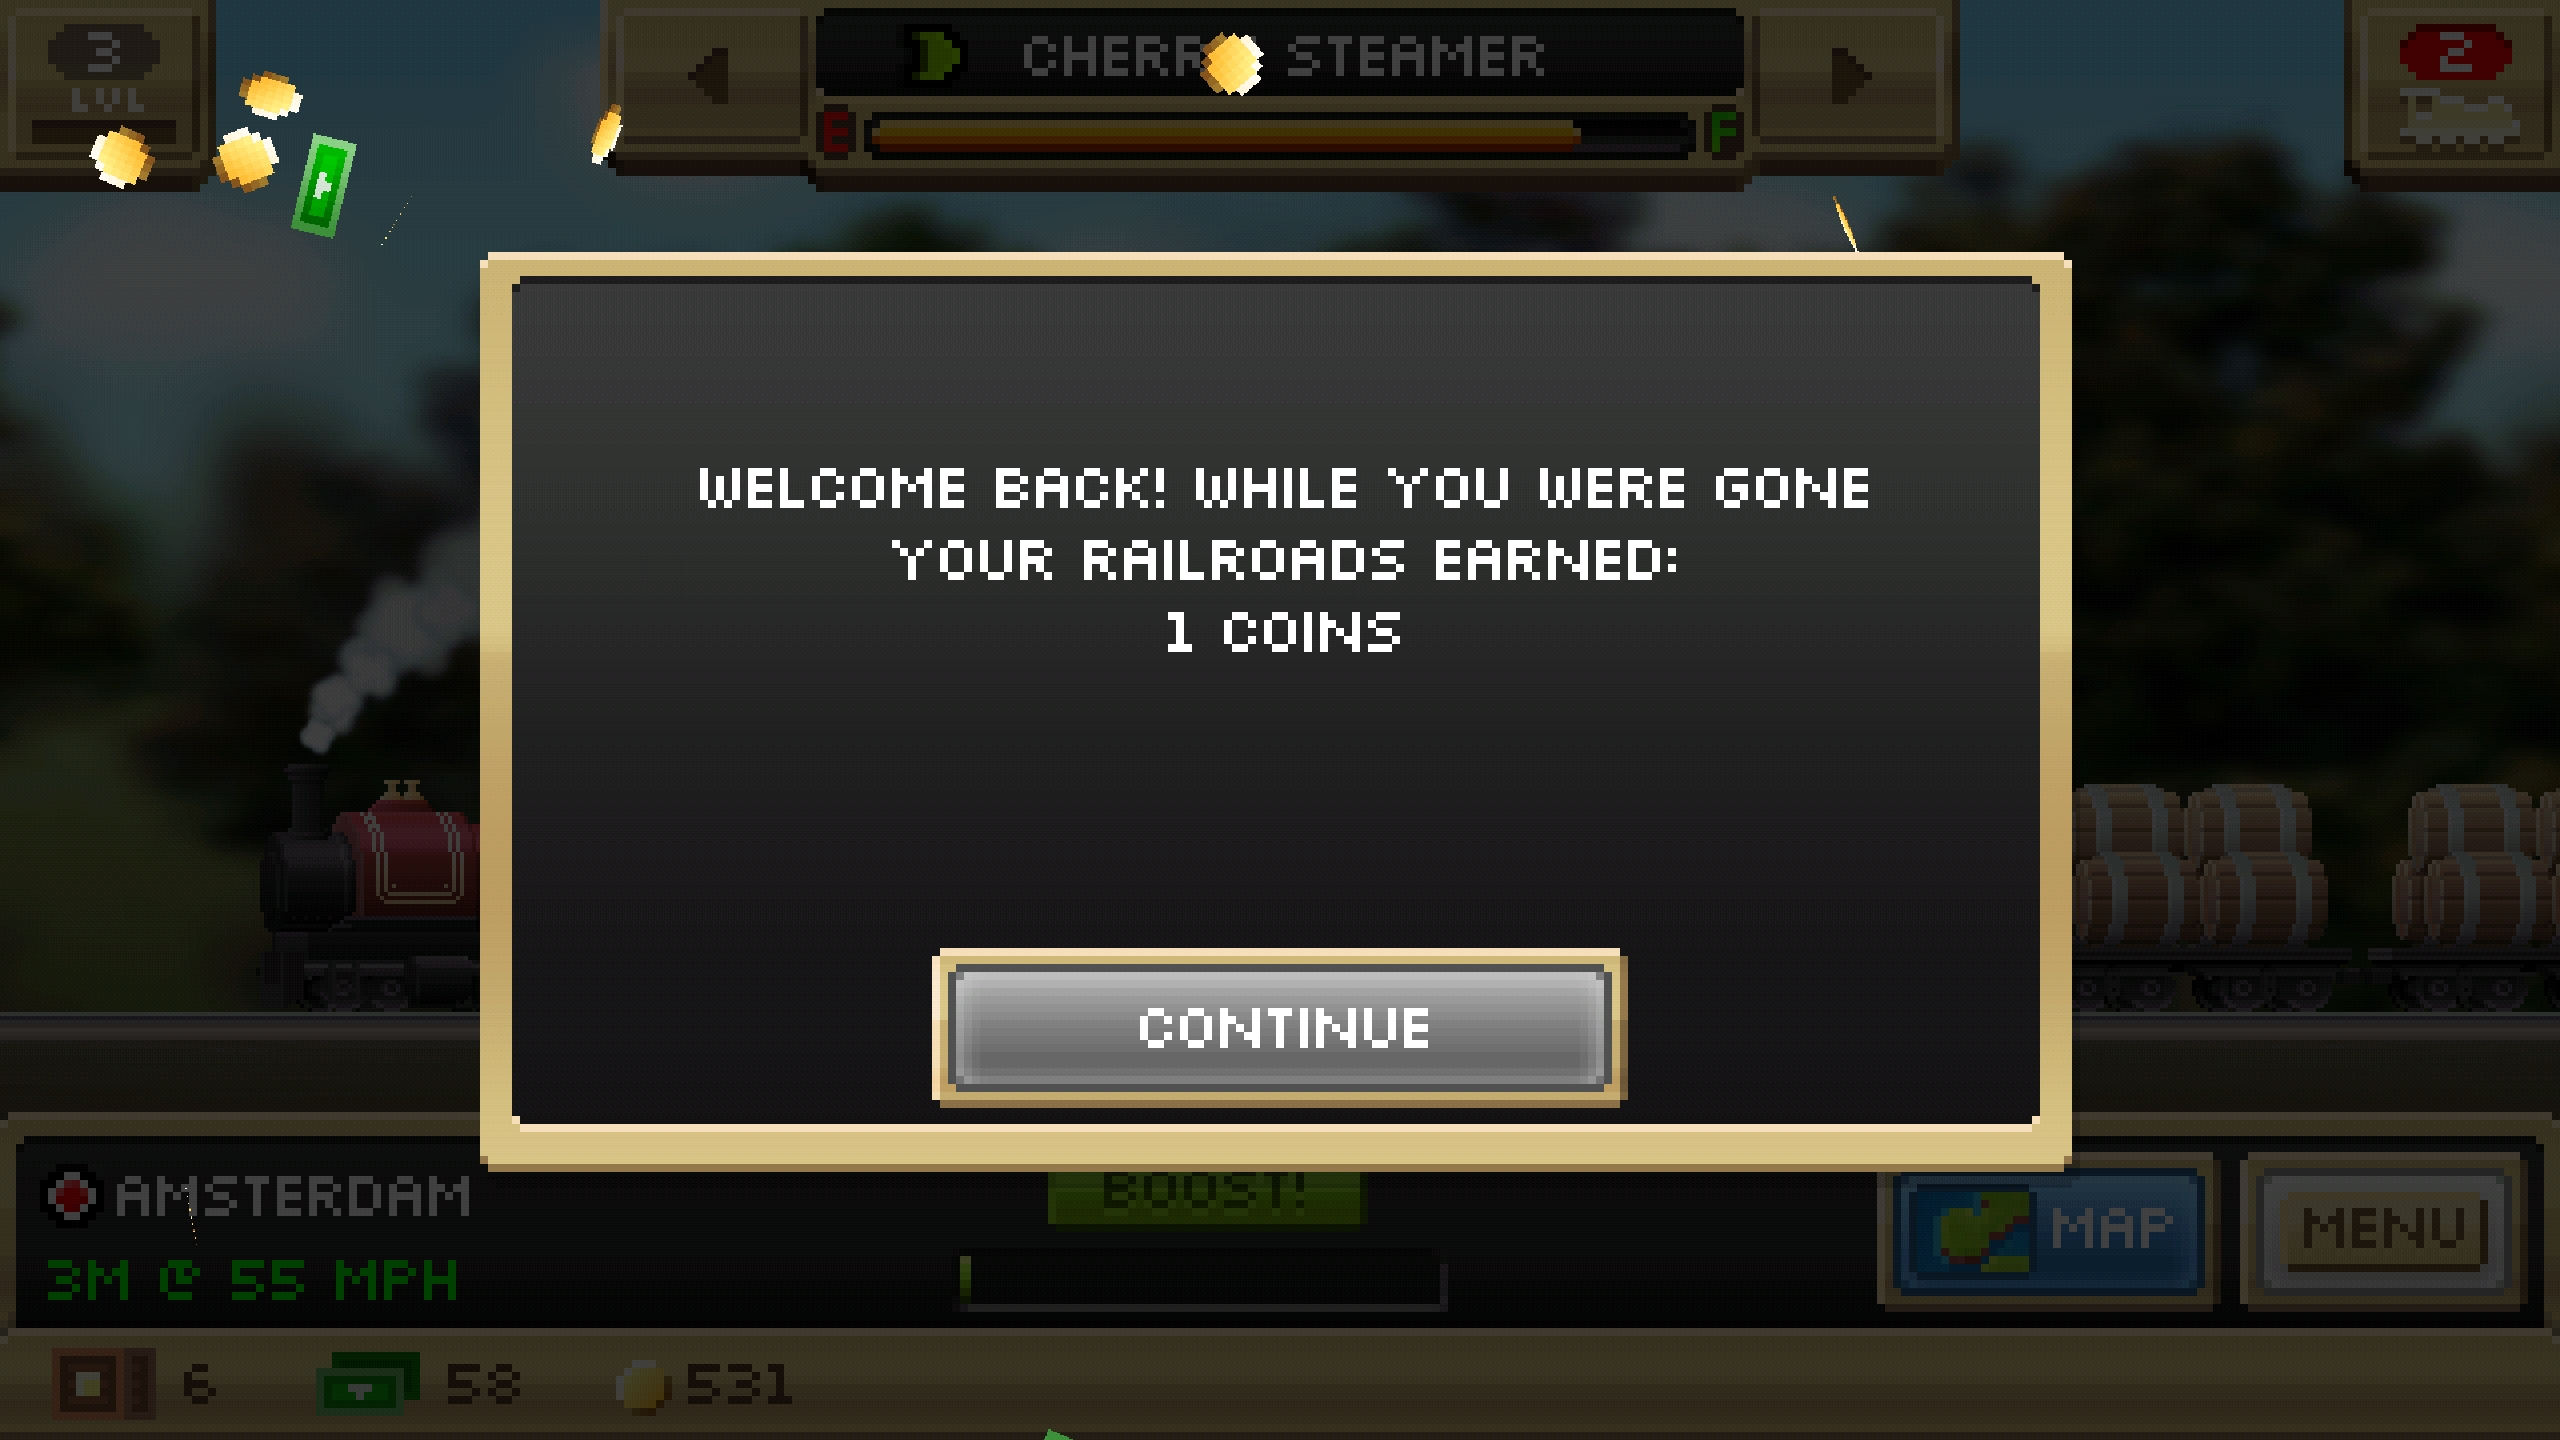 3
LVL
CHERRY STEAMER
E
F
2
WELCOME BACK! WHILE YOU WERE GONE
YOUR RAILROADS EARNED:
1 COINS
CONTINUE
AMSTERDAM
3M @ 55 MPH
BOOST!
MAP
MENU
6
58
531